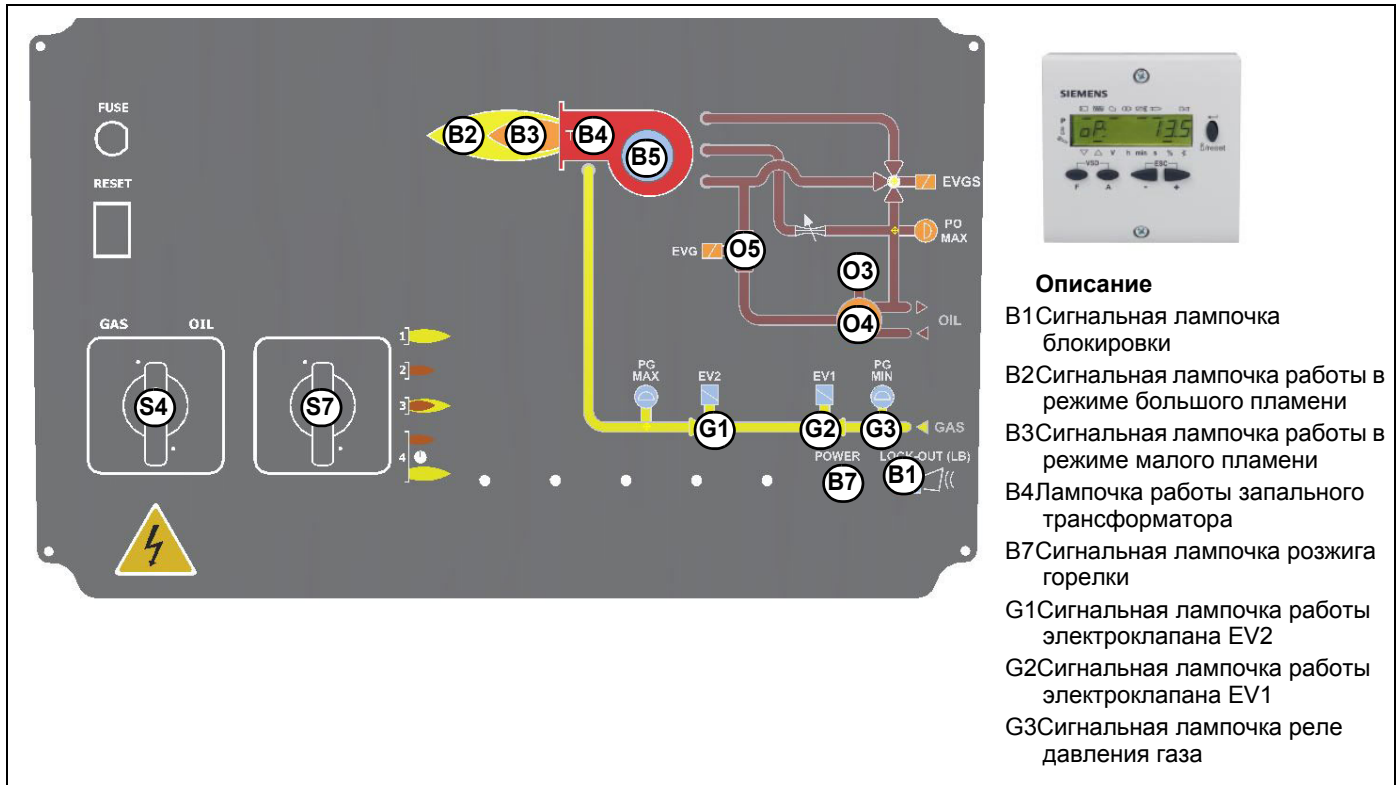 FUSE
RESET
GAS OIL
S4
S7
1
2
3
4
B2
B3
B4
B5
EVGS
PO
MAX
EVG
O5
O3
O4
OIL
PG
MAX
EV2
EV1
PG
MIN
G1
G2
G3
GAS
POWER
LOCK-OUT (LB)
B7
B1
SIEMENS
oP: 13.5
V h min s %
VSD
ESC
F A - +
Описание
B1Сигнальная лампочка
блокировки
B2Сигнальная лампочка работы в
режиме большого пламени
B3Сигнальная лампочка работы в
режиме малого пламени
B4Лампочка работы запального
трансформатора
B7Сигнальная лампочка розжига
горелки
G1Сигнальная лампочка работы
электроклапана EV2
G2Сигнальная лампочка работы
электроклапана EV1
G3Сигнальная лампочка реле
давления газа